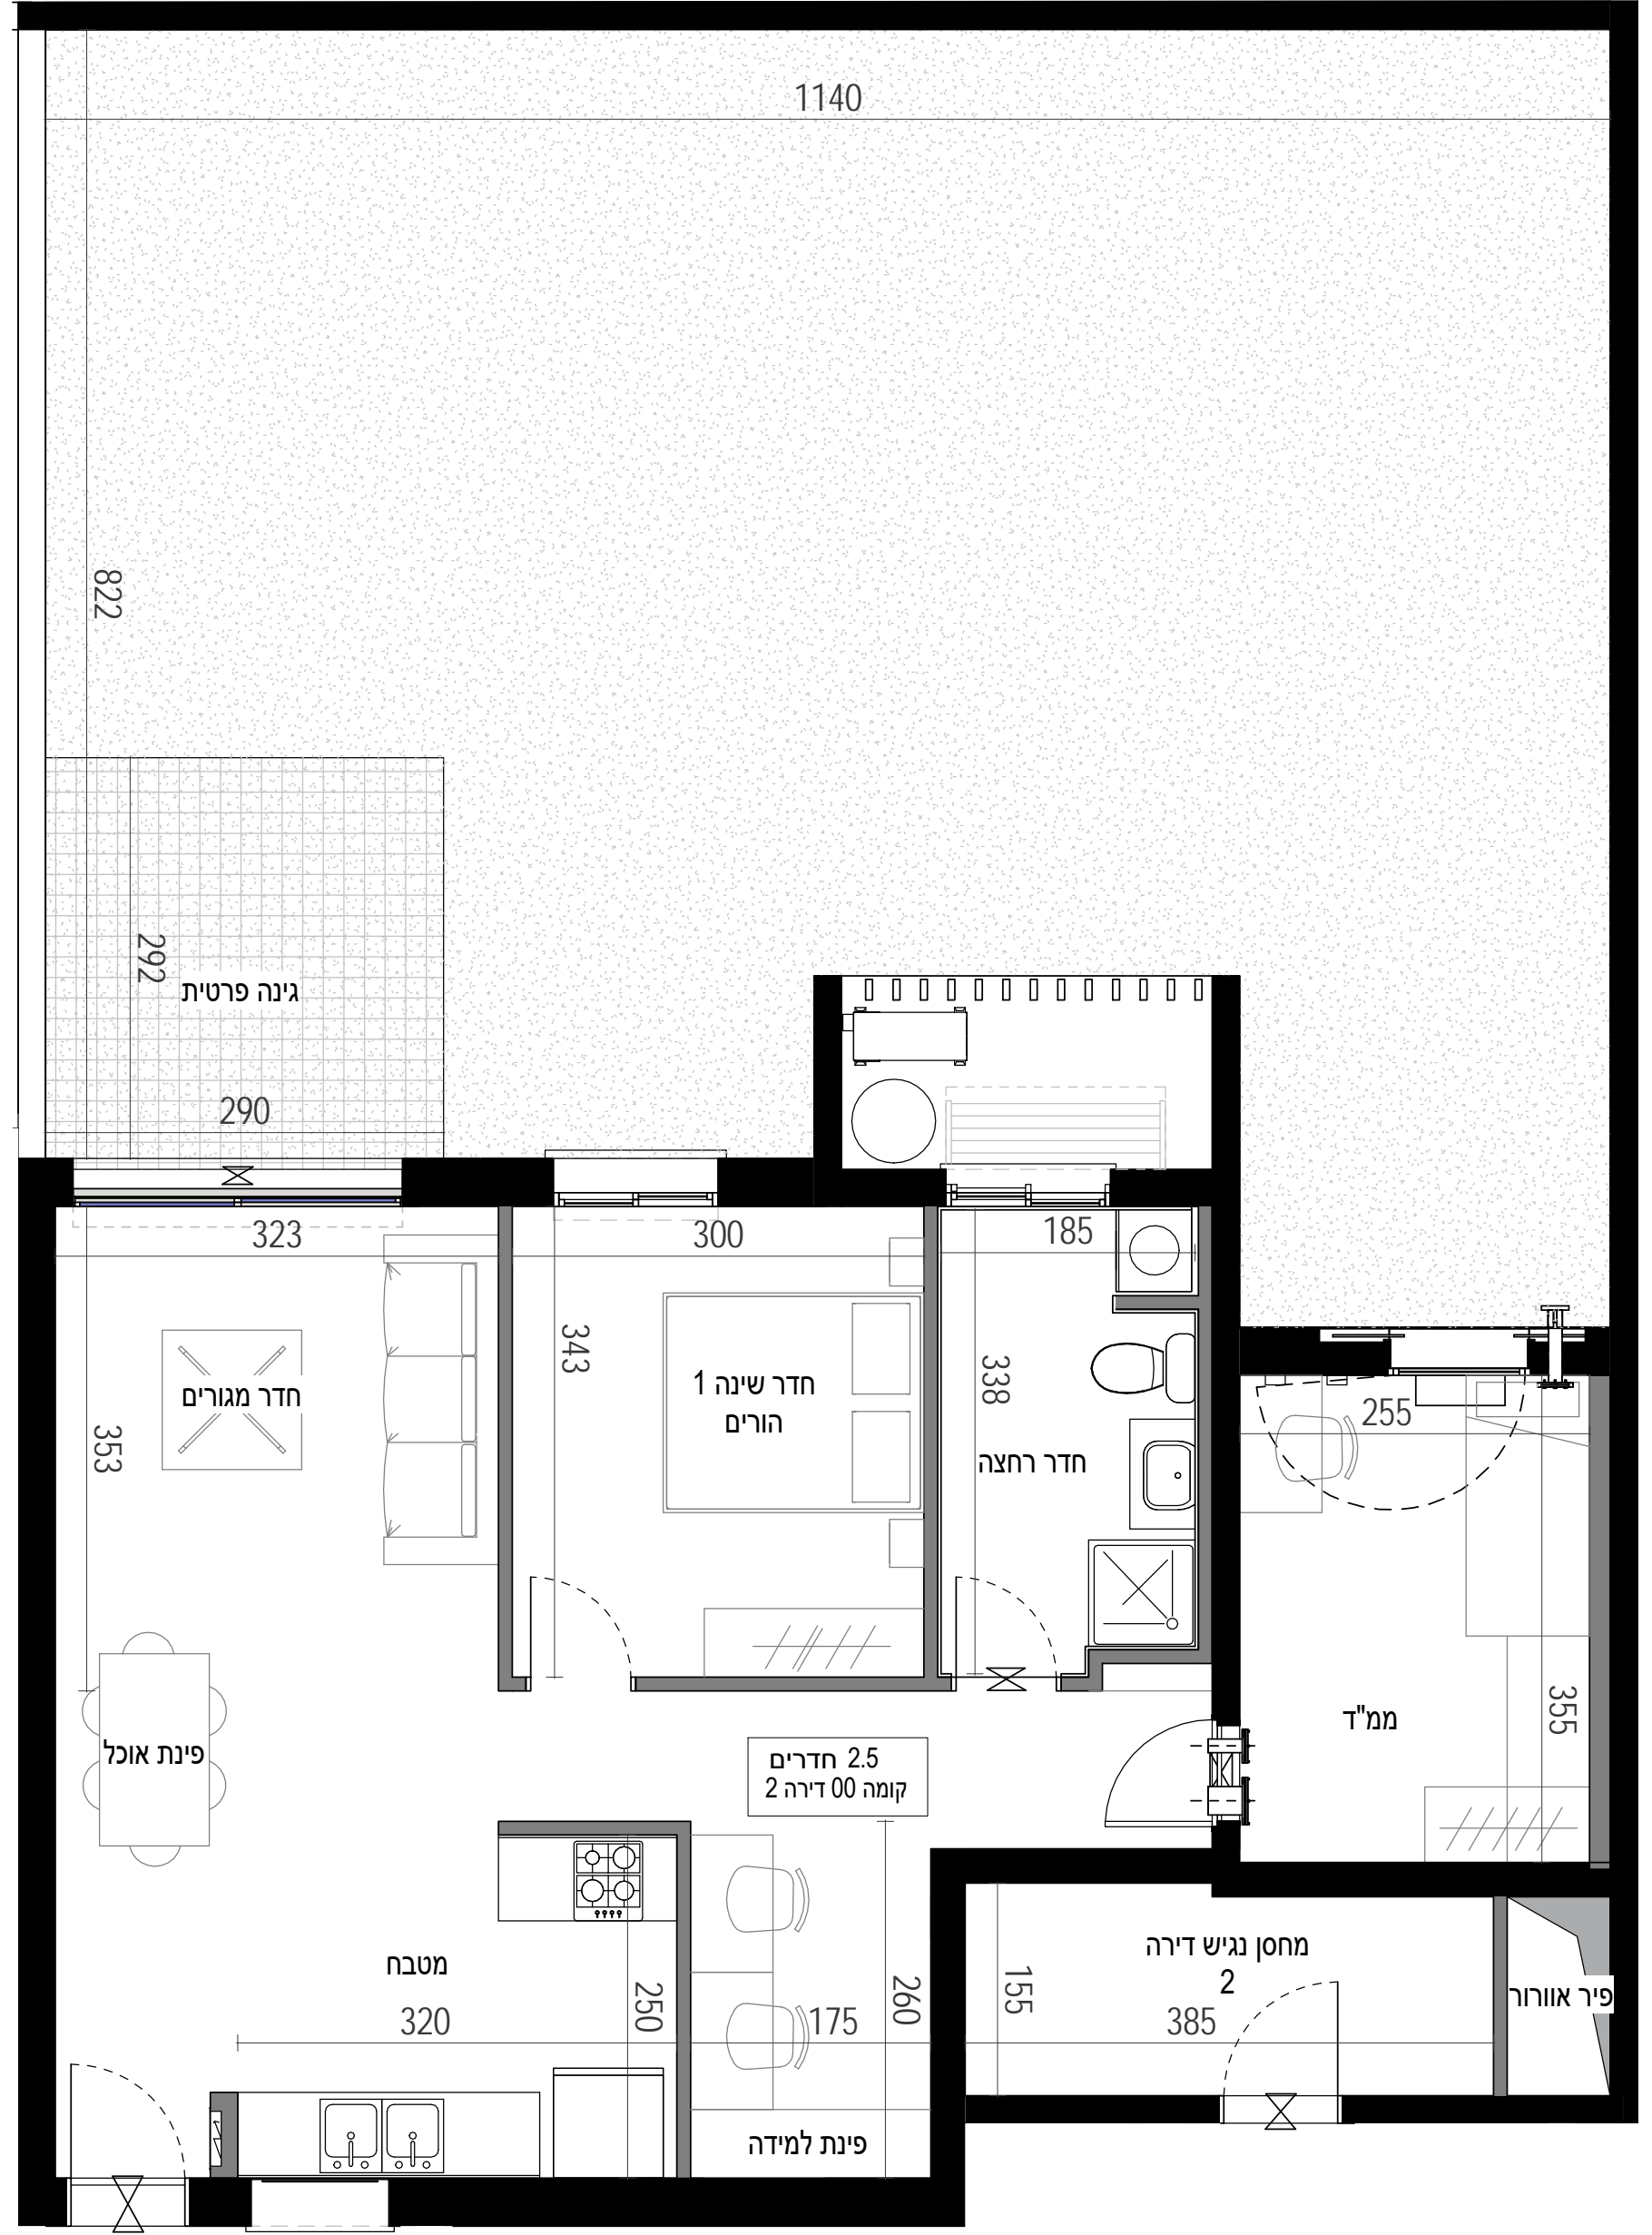 1140
822
292
גינה פרטית
290
323
300
185
343
338
353
חדר שינה 1
הורים
חדר מגורים
חדר רחצה
255
355
ממ"ד
פינת אוכל
2.5 חדרים
קומה 00 דירה 2
מטבח
320
250
175
260
פינת למידה
מחסן נגיש דירה
2
155
385
פיר אוורור